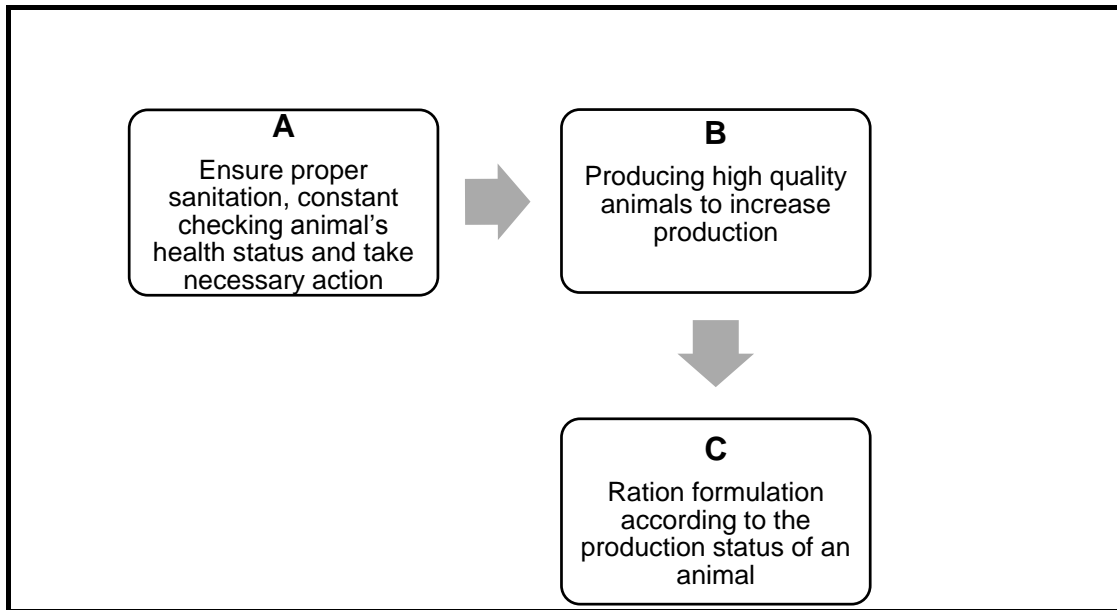 A
Ensure proper
sanitation, constant
checking animal’s
health status and take
necessary action
B
Producing high quality
animals to increase
production
C
Ration formulation
according to the
production status of an
animal